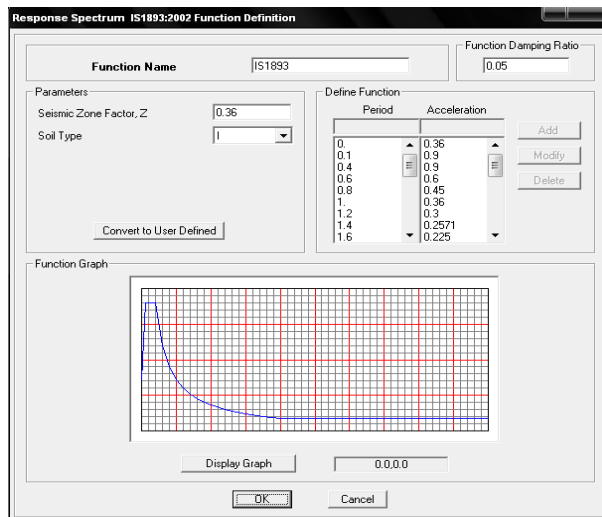 Response Spectrum IS1893:2002 Function Definition
Function Damping Ratio
Function Name
IS1893
0.05
Parameters
Seismic Zone Factor, Z
0.36
Soil Type
I
Convert to User Defined
Define Function
Period Acceleration
0. 0.36
0.1 0.9
0.4 0.9
0.6 0.6
0.8 0.45
1. 0.36
1.2 0.3
1.4 0.2571
1.6 0.225
Add
Modify
Delete
Function Graph
Display Graph
0.0,0.0
OK
Cancel